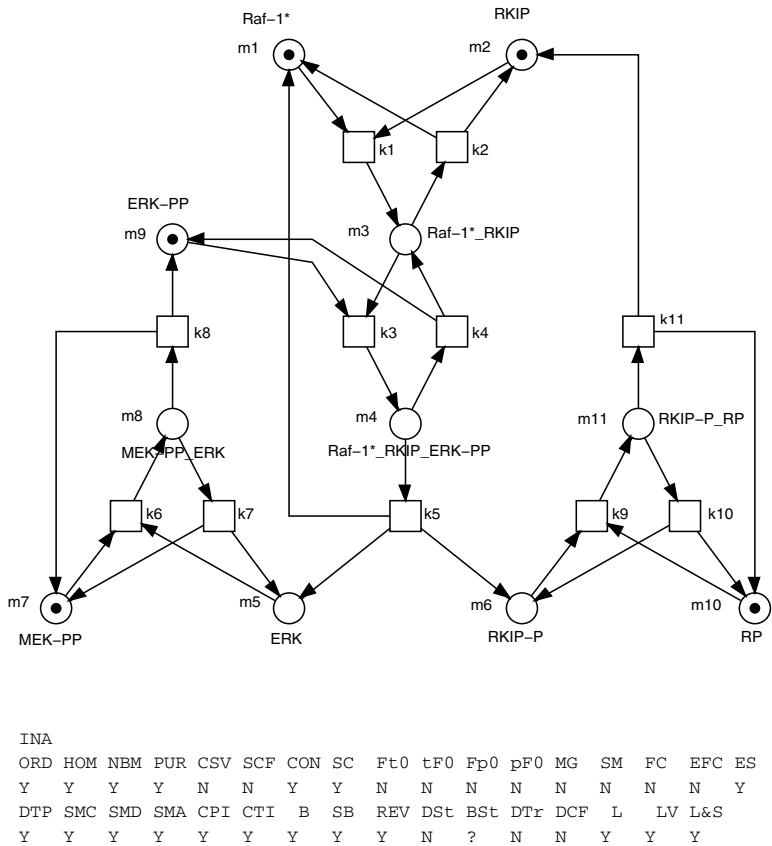 Raf-1*
RKIP
m1
m2
k1
k2
ERK-PP
m9
m3
Raf-1*_RKIP
k8
k3
k4
k11
m8
MEK-PP_ERK
m4
Raf-1*_RKIP_ERK-PP
m11
RKIP-P_RP
k6
k7
k5
k9
k10
m7
m5
m6
m10
MEK-PP
ERK
RKIP-P
RP
INA
ORD HOM NBM PUR CSV SCF CON SC Ft0 tF0 Fp0 pF0 MG SM FC EFC ES
Y Y Y Y N N Y Y N N N N N N N N Y
DTP SMC SMD SMA CPI CTI B SB REV DSt BSt DTr DCF L LV L&S
Y Y Y Y Y Y Y Y Y N ? N N Y Y Y